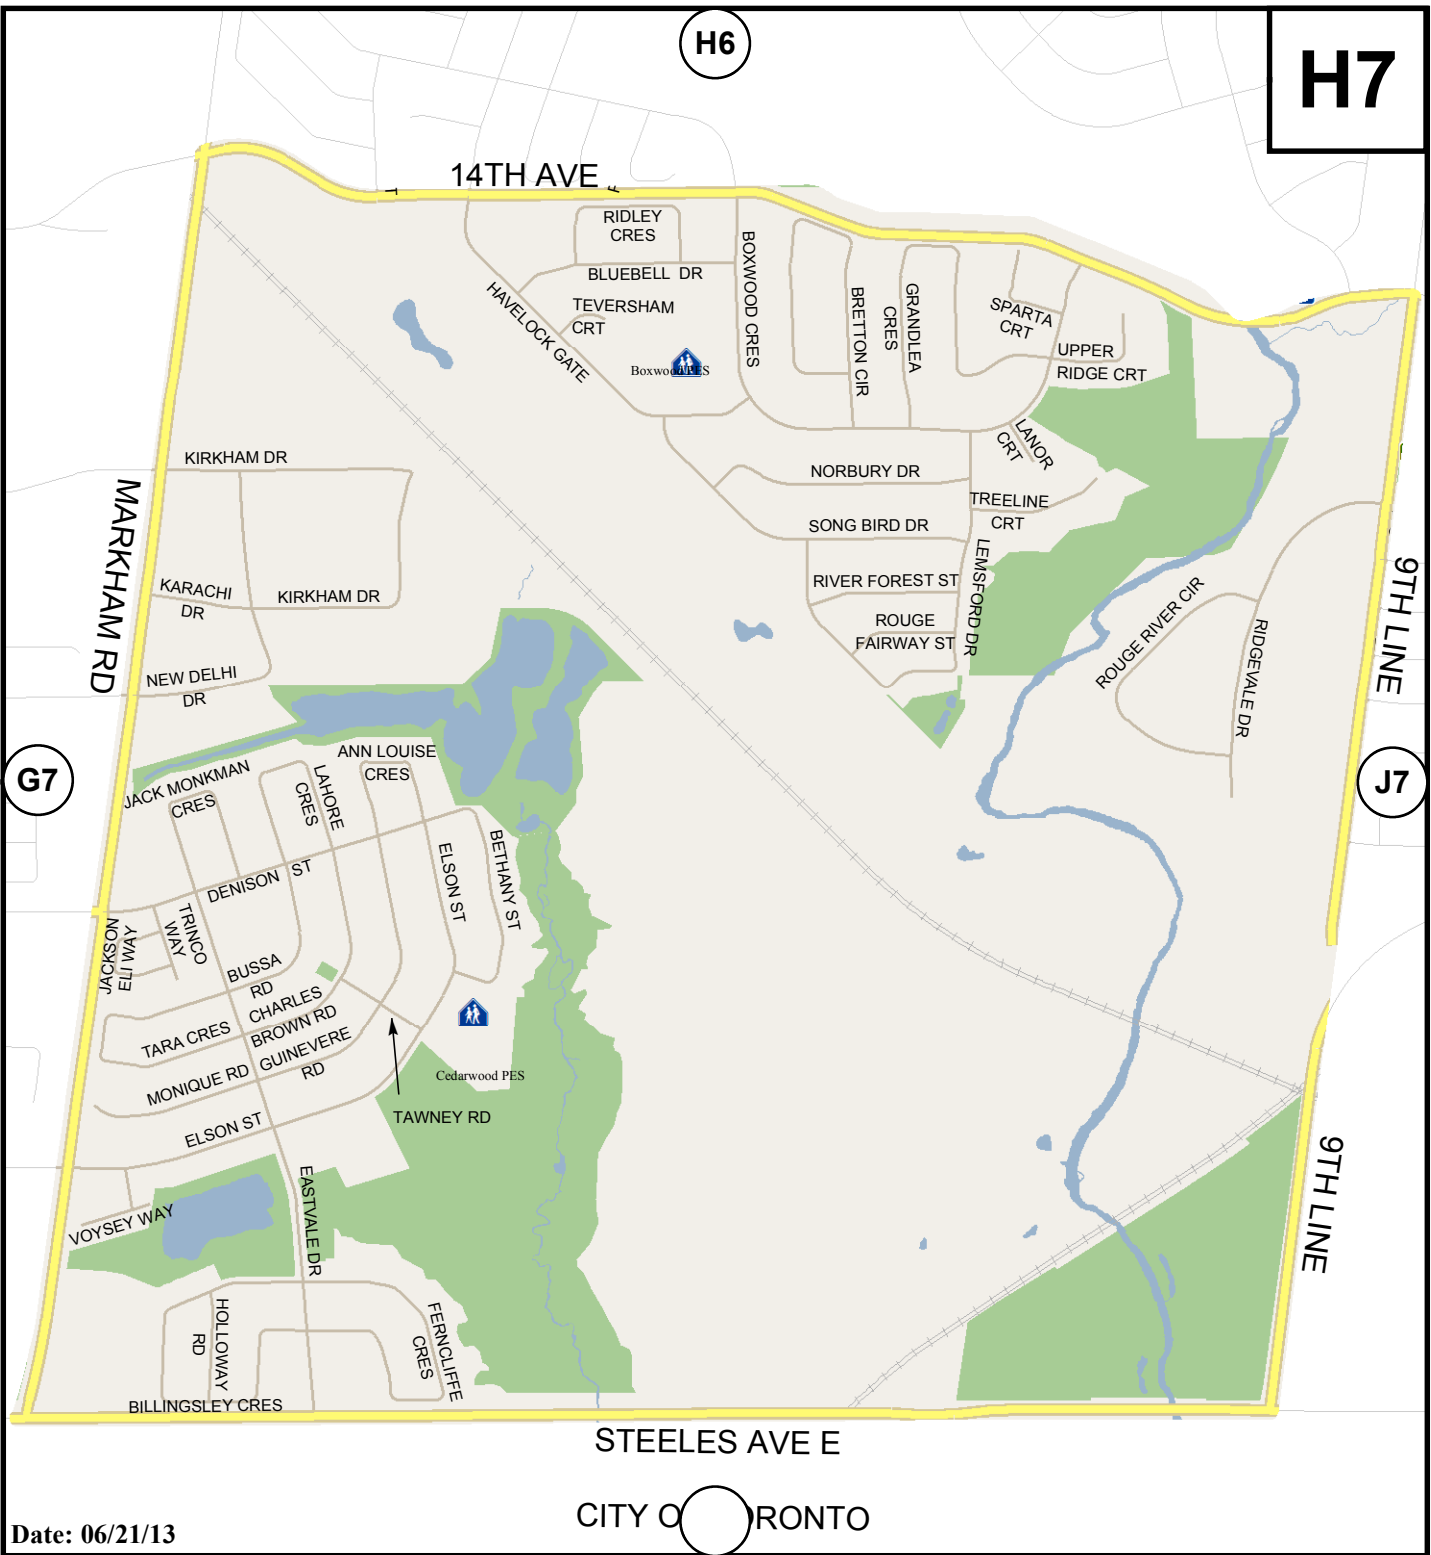 H6
H7
14TH AVE
RIDLEY
CRES
BLUEBELL DR
TEVERSHAM
CRT
HAVELOCK GATE
BOXWOOD CRES
Boxwood PES
BRETTON CIR
GRANDLEA
CRES
SPARTA
CRT
UPPER
RIDGE CRT
LANOR
CRT
NORBURY DR
TREELINE
CRT
SONG BIRD DR
LEMSFORD DR
RIVER FOREST ST
ROUGE
FAIRWAY ST
ROUGE RIVER CIR
RIDGEVALE DR
9TH LINE
KIRKHAM DR
MARKHAM RD
KARACHI
DR
KIRKHAM DR
NEW DELHI
DR
G7
J7
ANN LOUISE
CRES
JACK MONKMAN
CRES
LAHORE
CRES
DENISON ST
ELSON ST
BETHANY ST
TRINCO
WAY
JACKSON
ELI WAY
BUSSA
RD
TARA CRES
CHARLES
BROWN RD
MONIQUE RD
GUINEVERE
RD
Cedarwood PES
TAWNEY RD
ELSON ST
EASTVALE DR
VOYSEY WAY
9TH LINE
HOLLOWAY
RD
FERNCLIFFE
CRES
BILLINGSLEY CRES
STEELES AVE E
CITY O RONTO
Date: 06/21/13